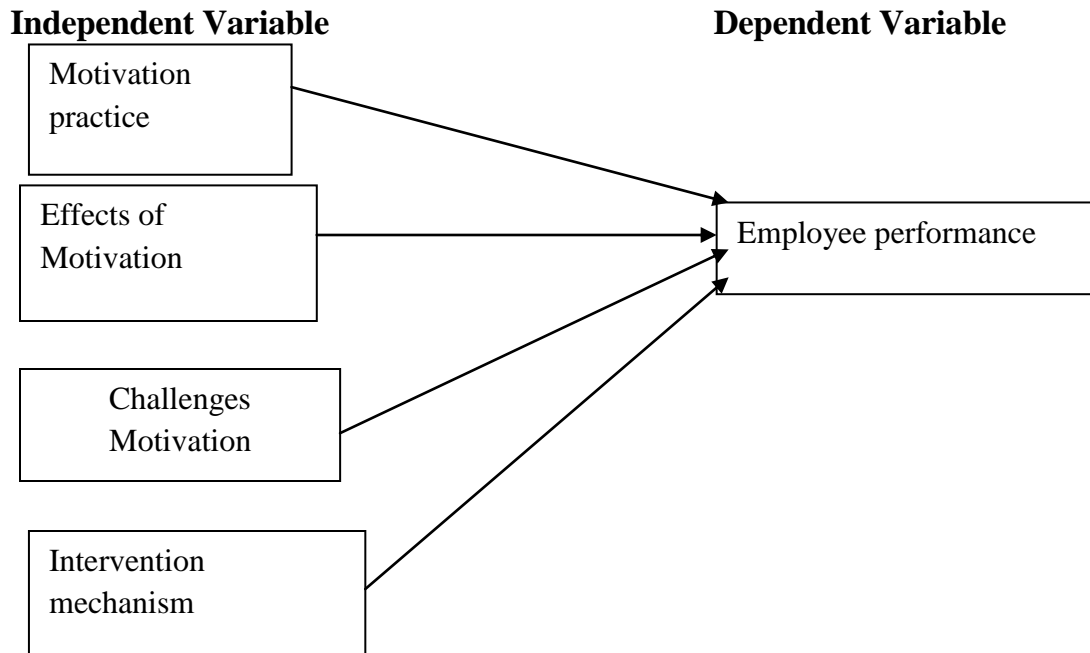 Independent Variable
Dependent Variable
Motivation
practice
Effects of
Motivation
Employee performance
Challenges
Motivation
Intervention
mechanism